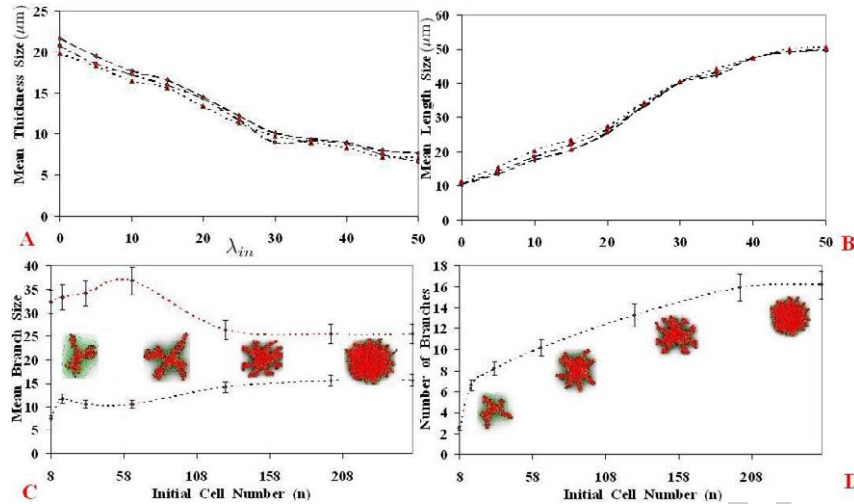 Mean Thickness Size (μm)
25
20
15
10
5
0
0 10 20 30 40 50
A
λin
Mean Length Size (μm)
60
50
40
30
20
10
0
0 10 20 30 40 50
B
Mean Branch Size
40
35
30
25
20
15
10
5
0
8 58 108 158 208
C
Initial Cell Number (n)
Number of Branches
18
16
14
12
10
8
6
4
2
0
8 58 108 158 208
Initial Cell Number (n)